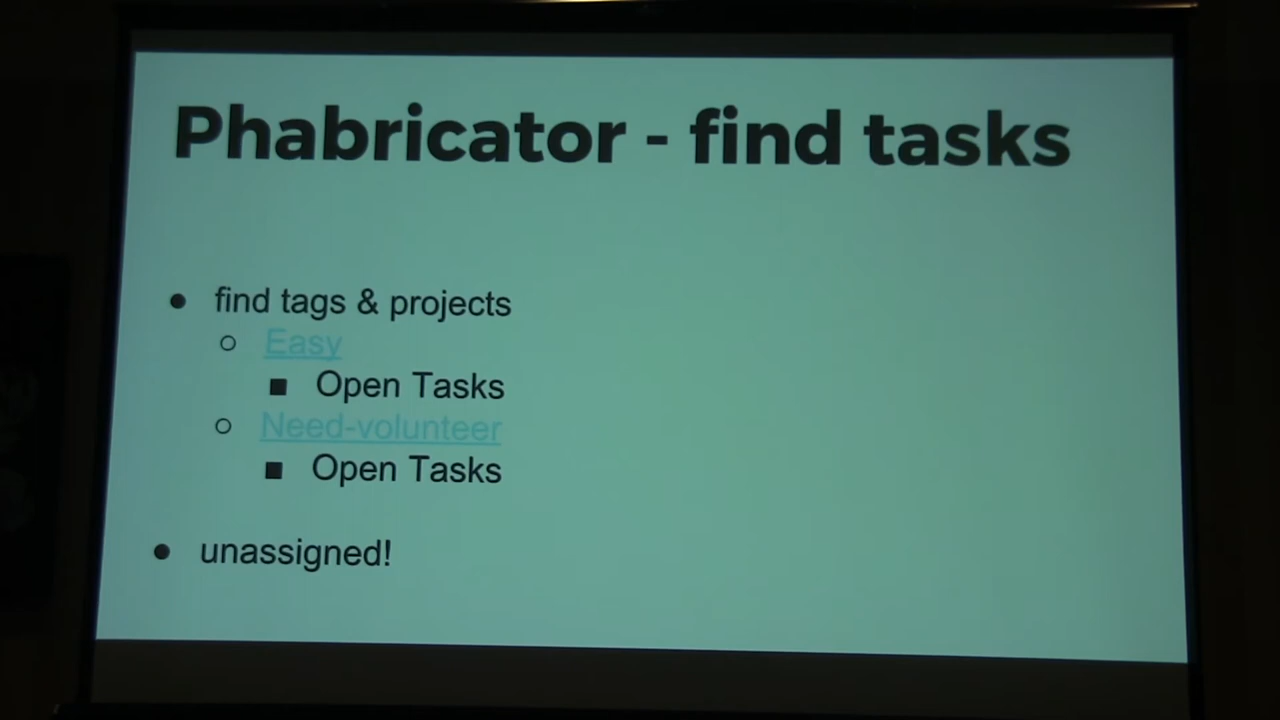 Phabricator - find tasks
find tags & projects
Easy
Open Tasks
Need-volunteer
Open Tasks
unassigned!